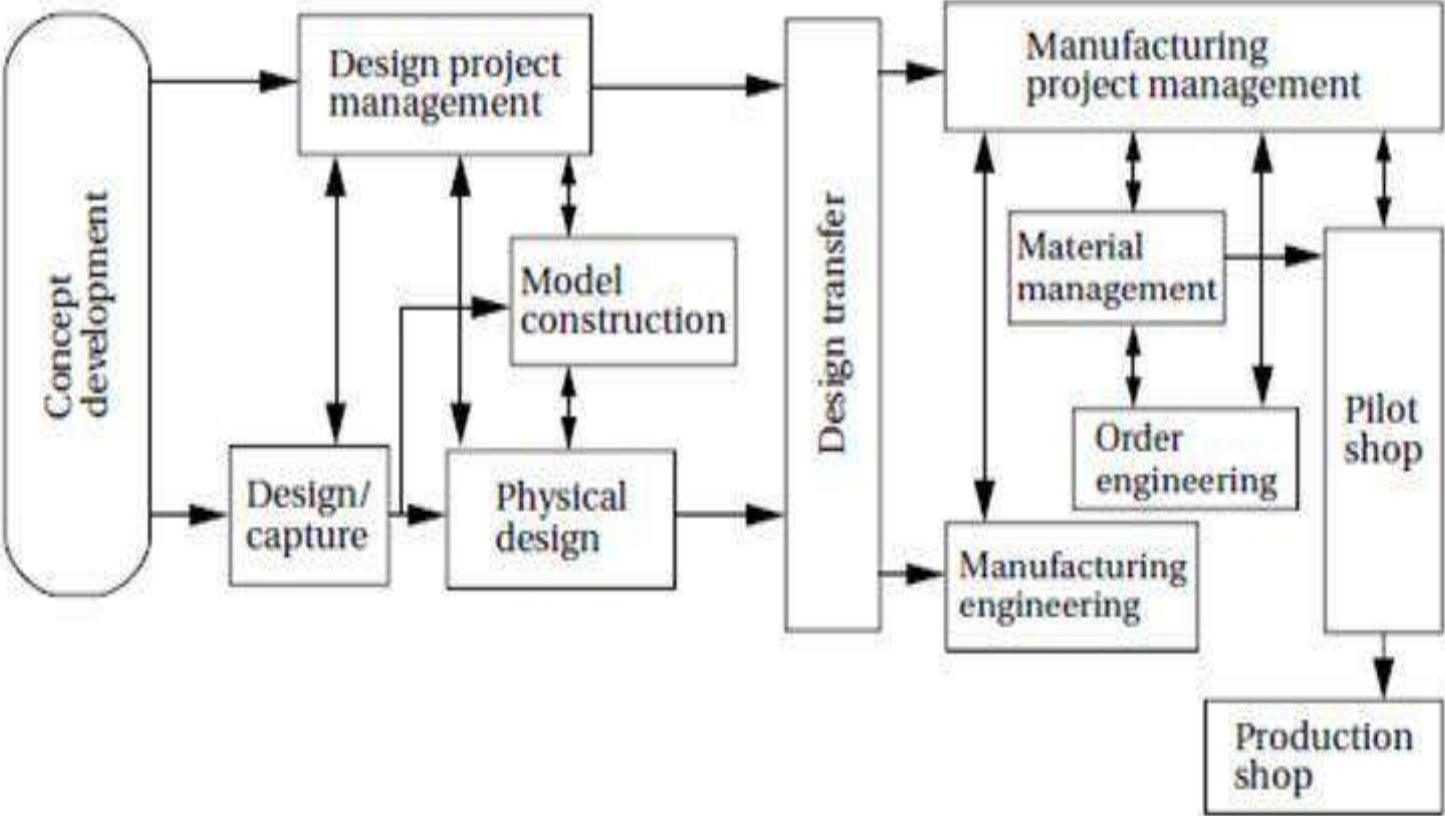 Concept
development
Design project
management
Model
construction
Design/
capture
Physical
design
Design transfer
Manufacturing
project management
Material
management
Order
engineering
Manufacturing
engineering
Pilot
shop
Production
shop